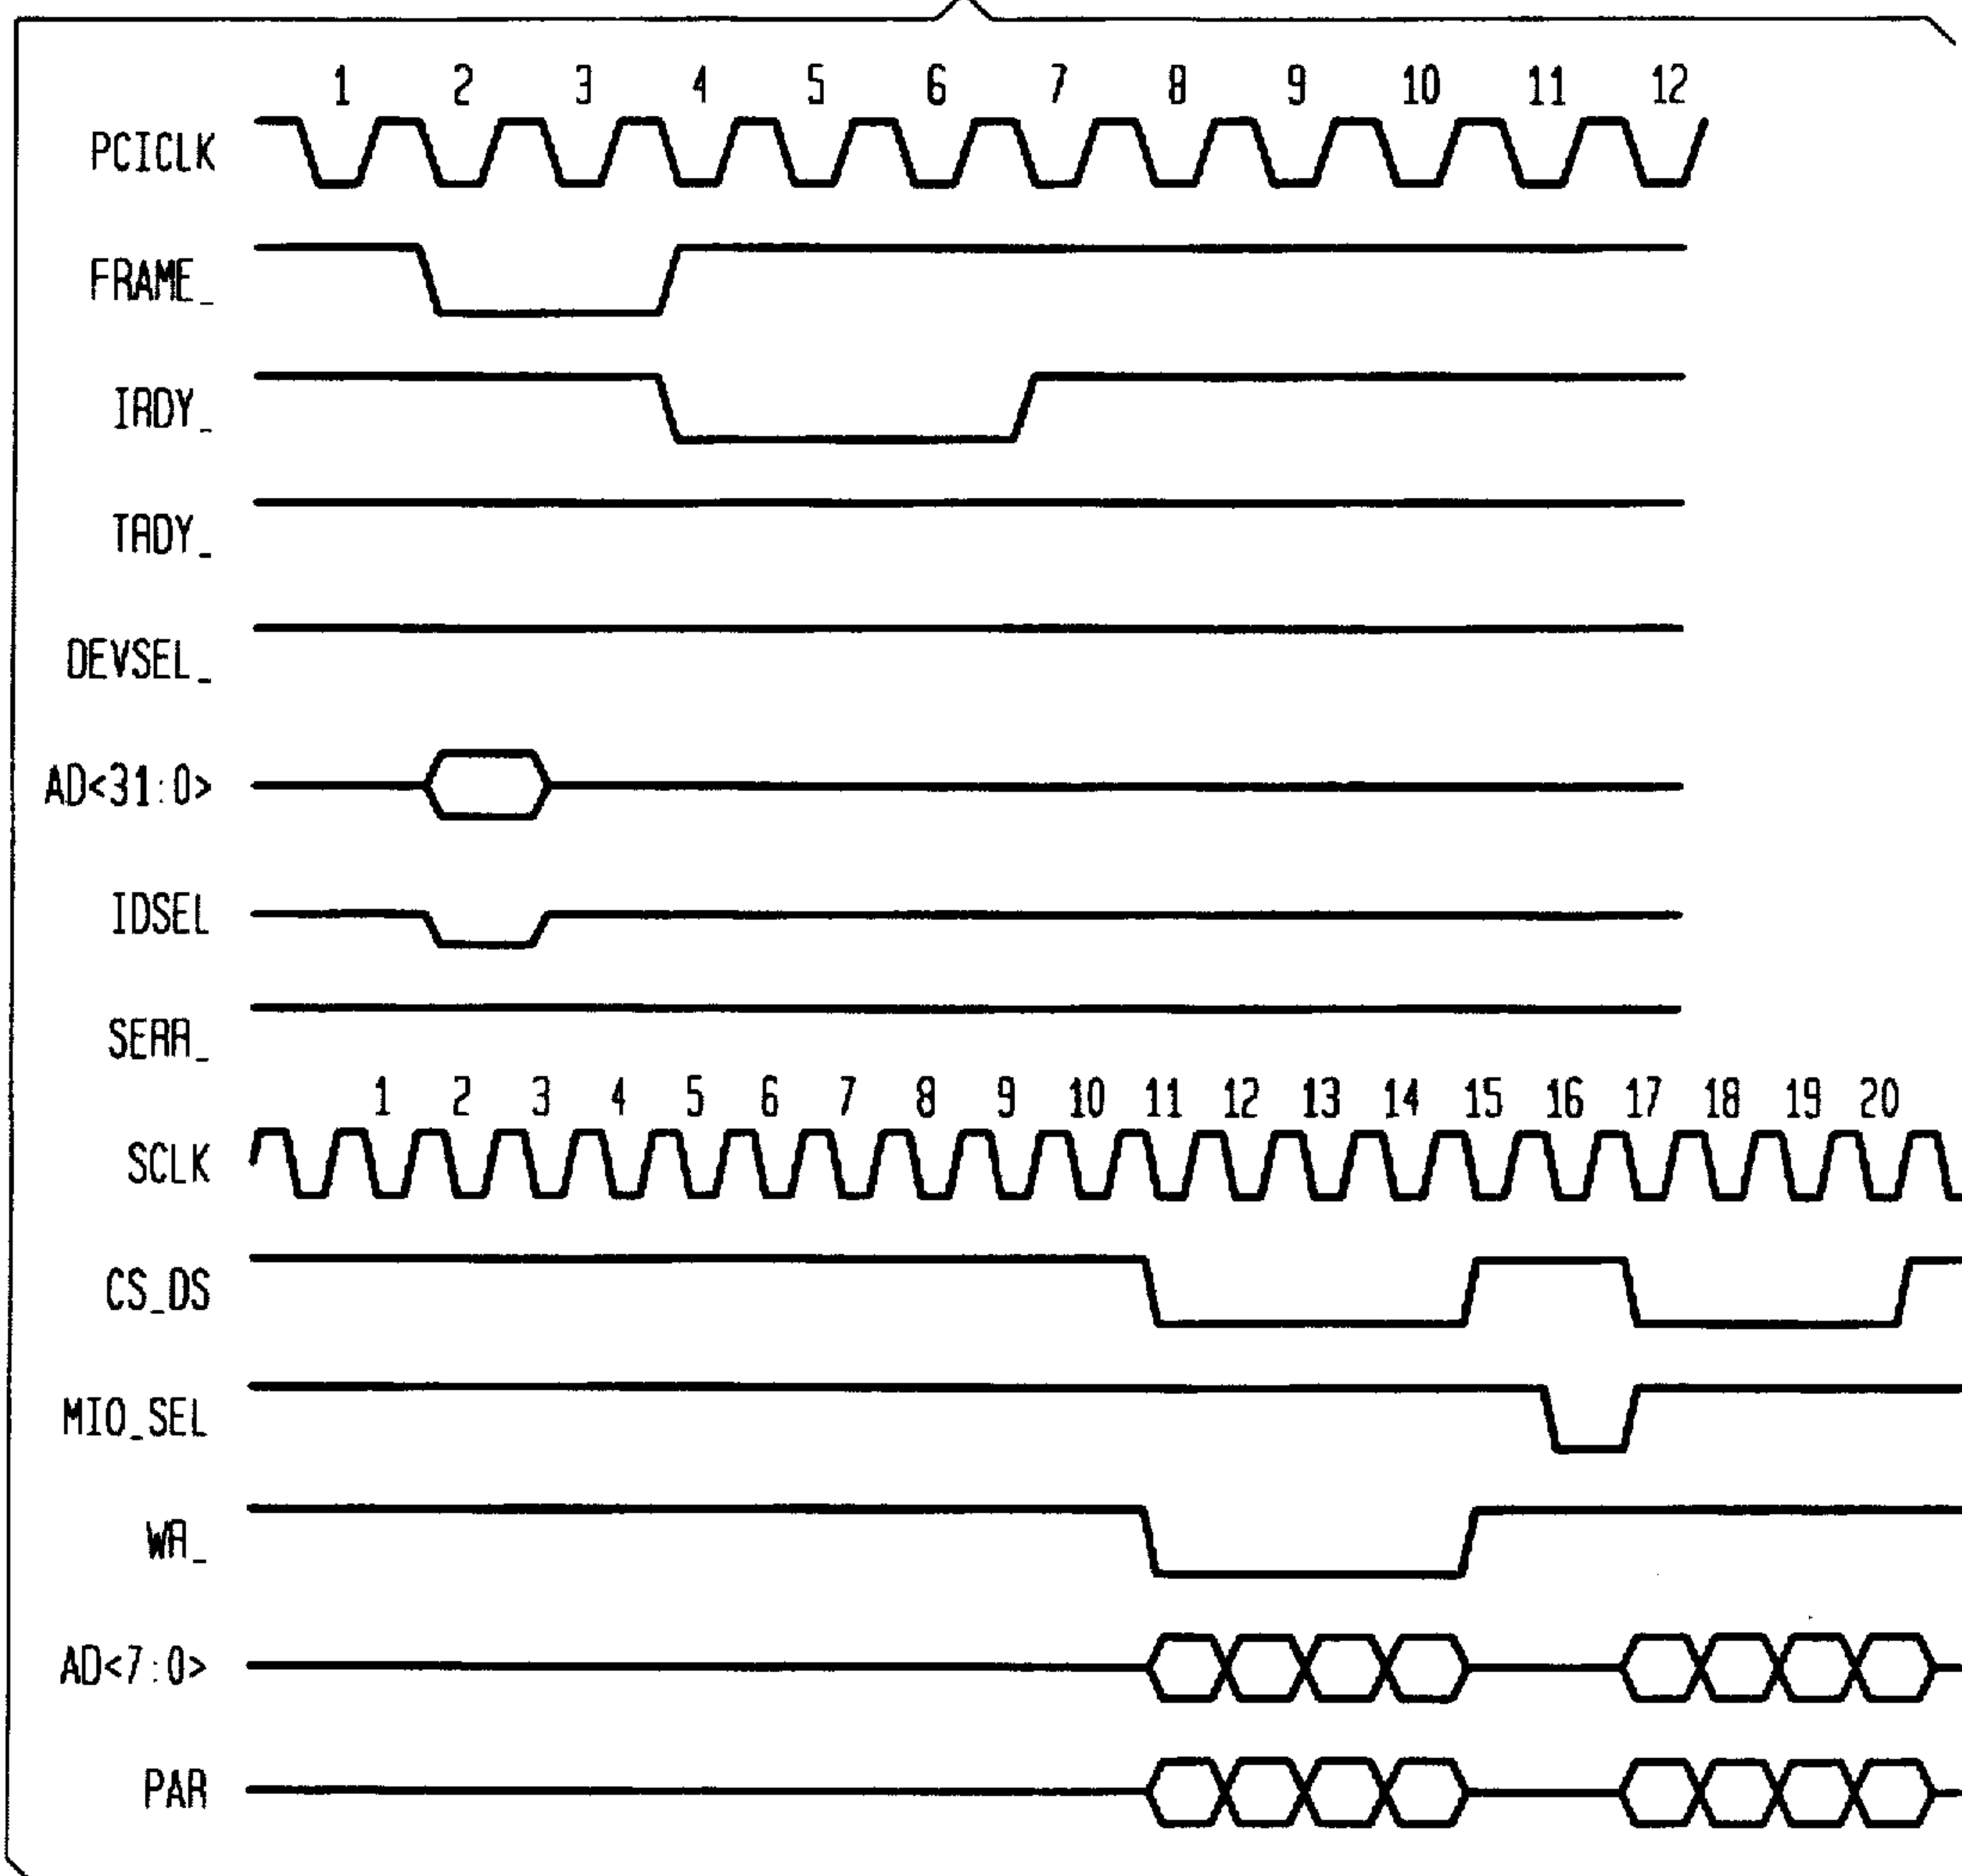 1 2 3 4 5 6 7 8 9 10 11 12
PCICLK
FRAME_
IRDY_
TRDY_
DEVSEL_
AD<31:0>
IDSEL
SERR_
1 2 3 4 5 6 7 8 9 10 11 12 13 14 15 16 17 18 19 20
SCLK
CS_DS
MIO_SEL
WR_
AD<7:0>
PAR